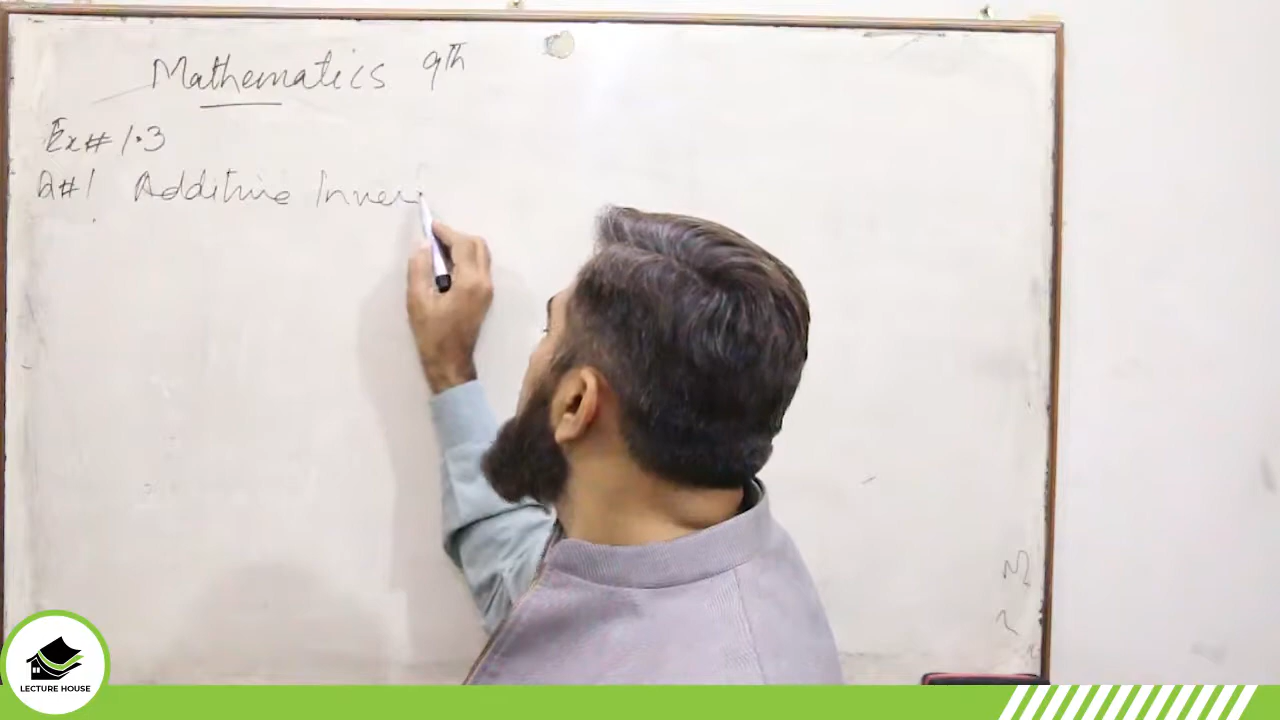 Mathematics 9th
Ex# 1.3
Q#1 Additive Inver
LECTURE HOUSE